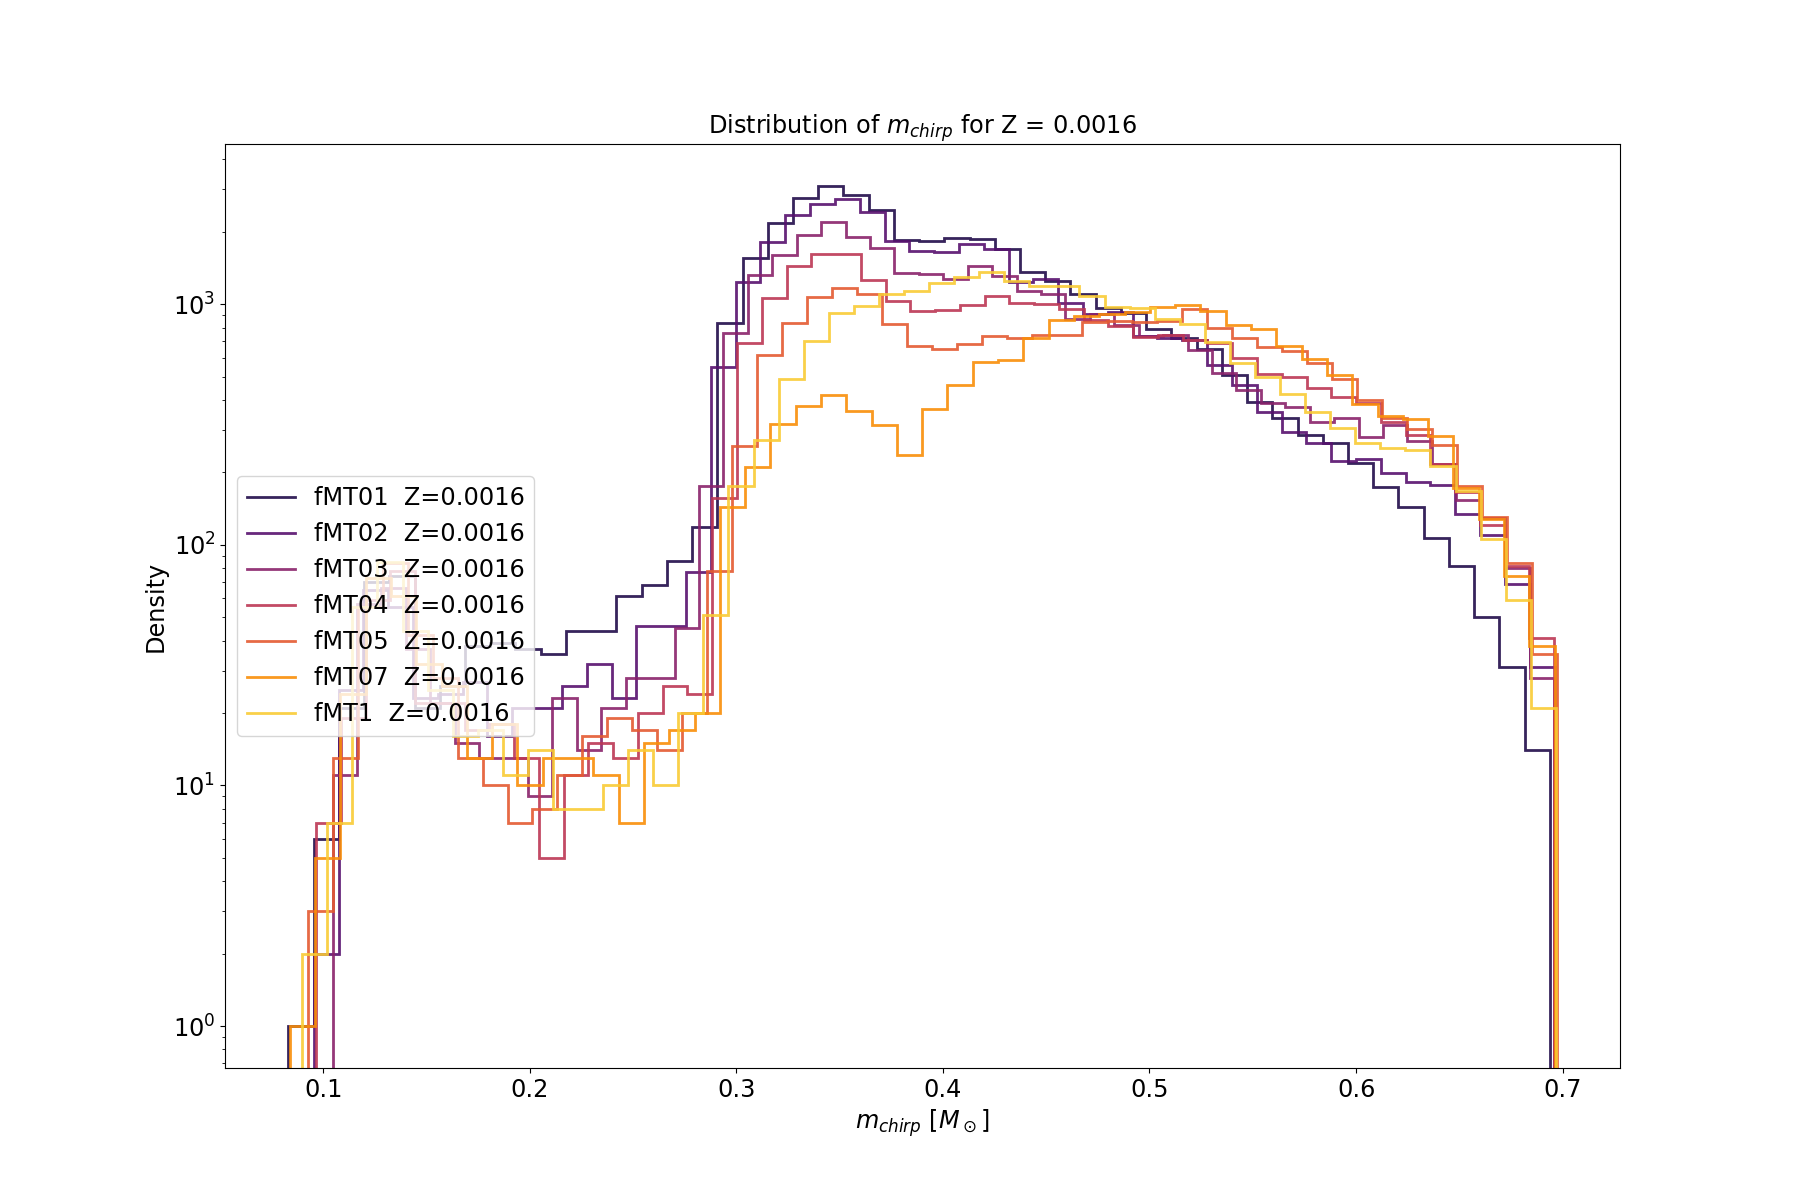 Distribution of m_chirp for Z = 0.0016
Density
10^3
10^2
10^1
10^0
fMT01 Z=0.0016
fMT02 Z=0.0016
fMT03 Z=0.0016
fMT04 Z=0.0016
fMT05 Z=0.0016
fMT07 Z=0.0016
fMT1 Z=0.0016
0.1 0.2 0.3 0.4 0.5 0.6 0.7
m_chirp [M_⊙]